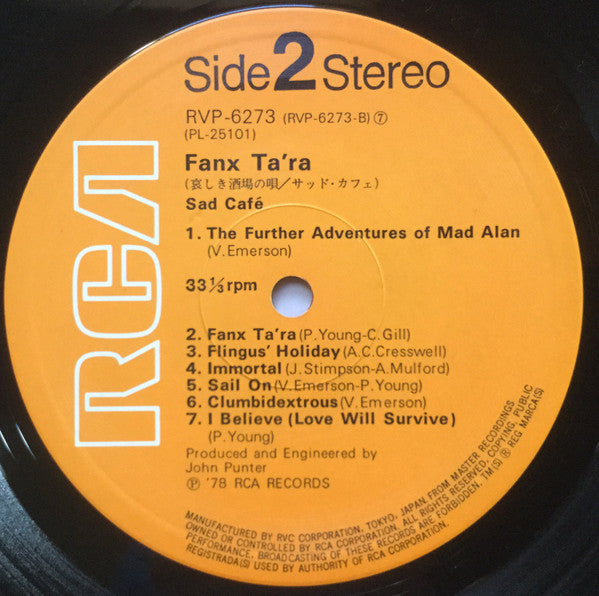 RCA
Side 2 Stereo
RVP-6273 (RVP-6273-B) ⑦
(PL-25101)
Fanx Ta'ra
(哀しき酒場の唄／サッド・カフェ)
Sad Café
1. The Further Adventures of Mad Alan
(V. Emerson)
33 1/3 rpm
2. Fanx Ta'ra (P. Young-C. Gill)
3. Flingus' Holiday (A.C. Cresswell)
4. Immortal (J. Stimpson-A. Mulford)
5. Sail On (V. Emerson-P. Young)
6. Clumbidextrous (V. Emerson)
7. I Believe (Love Will Survive)
(P. Young)
Produced and Engineered by
John Punter
Ⓟ '78 RCA RECORDS
MANUFACTURED BY RVC CORPORATION, TOKYO, JAPAN, FROM MASTER RECORDINGS
OWNED OR CONTROLLED BY RCA CORPORATION. ALL RIGHTS RESERVED, COPYING, PUBLIC
PERFORMANCE, BROADCASTING OF THESE RECORDS ARE FORBIDDEN, TM(S) ® REG MARCA(S)
REGISTRADA(S) USED BY AUTHORITY OF RCA CORPORATION.